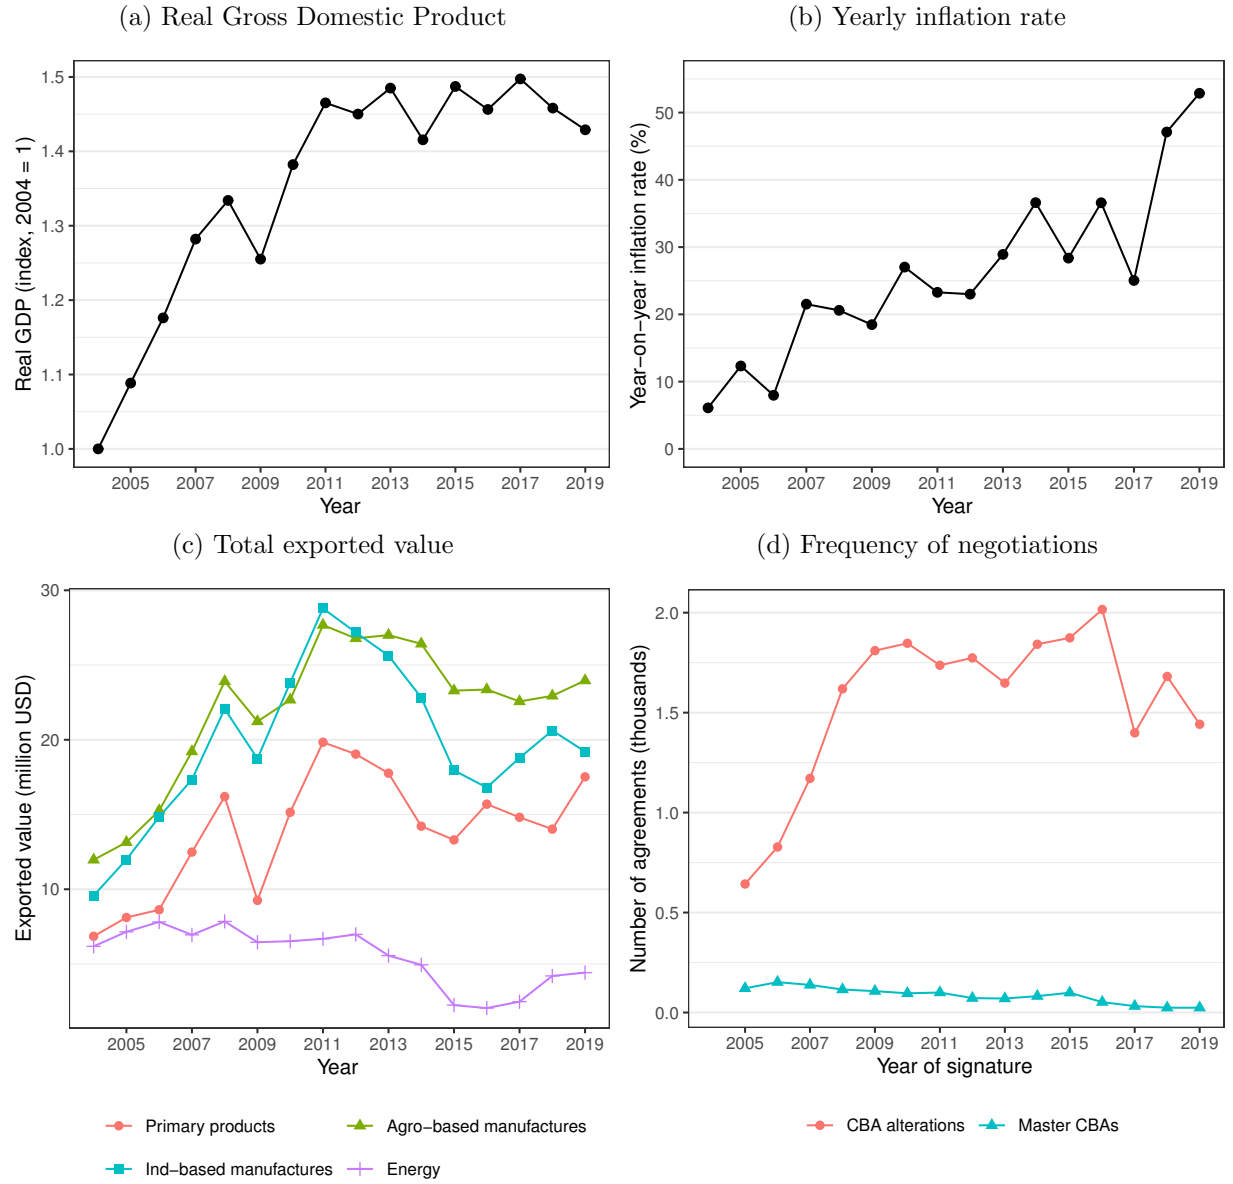 (a) Real Gross Domestic Product
Real GDP (index, 2004 = 1)
1.5
1.4
1.3
1.2
1.1
1.0
2005 2007 2009 2011 2013 2015 2017 2019
Year
(b) Yearly inflation rate
Year−on−year inflation rate (%)
50
40
30
20
10
0
2005 2007 2009 2011 2013 2015 2017 2019
Year
(c) Total exported value
Exported value (million USD)
30
20
10
2005 2007 2009 2011 2013 2015 2017 2019
Year
Primary products Agro−based manufactures
Ind−based manufactures Energy
(d) Frequency of negotiations
Number of agreements (thousands)
2.0
1.5
1.0
0.5
0.0
2005 2007 2009 2011 2013 2015 2017 2019
Year of signature
CBA alterations Master CBAs